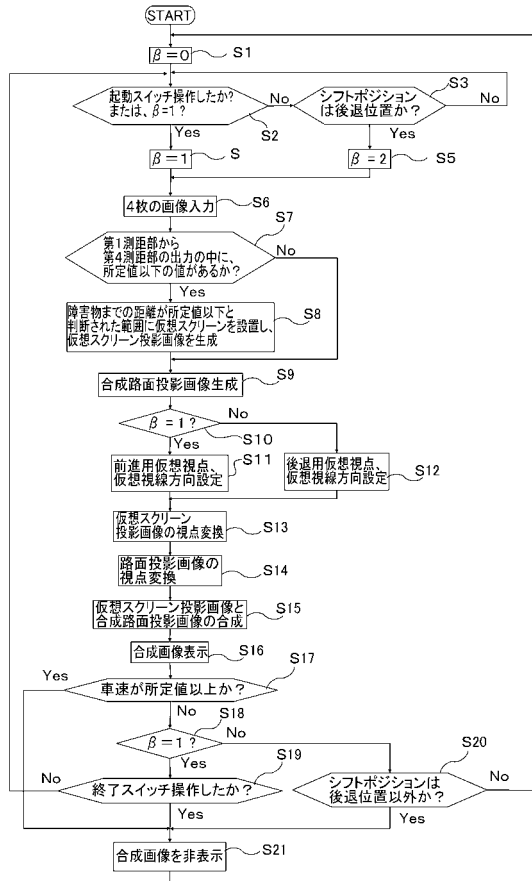 START
β=0
S1
起動スイッチ操作したか?
または、β=1?
S2
No
シフトポジション
は後退位置か?
S3
No
Yes
Yes
β=1
S
β=2
S5
4枚の画像入力
S6
第1測距部から
第4測距部の出力の中に、
所定値以下の値があるか?
S7
No
Yes
障害物までの距離が所定値以下と
判断された範囲に仮想スクリーンを設置し、
仮想スクリーン投影画像を生成
S8
合成路面投影画像生成
S9
β=1?
No
S10
Yes
前進用仮想視点、
仮想視線方向設定
S11
後退用仮想視点、
仮想視線方向設定
S12
仮想スクリーン
投影画像の視点変換
S13
路面投影画像の
視点変換
S14
仮想スクリーン投影画像と
合成路面投影画像の合成
S15
合成画像表示
S16
Yes
車速が所定値以上か?
S17
No
β=1?
S18
No
Yes
No
終了スイッチ操作したか?
S19
シフトポジションは
後退位置以外か?
S20
No
Yes
Yes
合成画像を非表示
S21